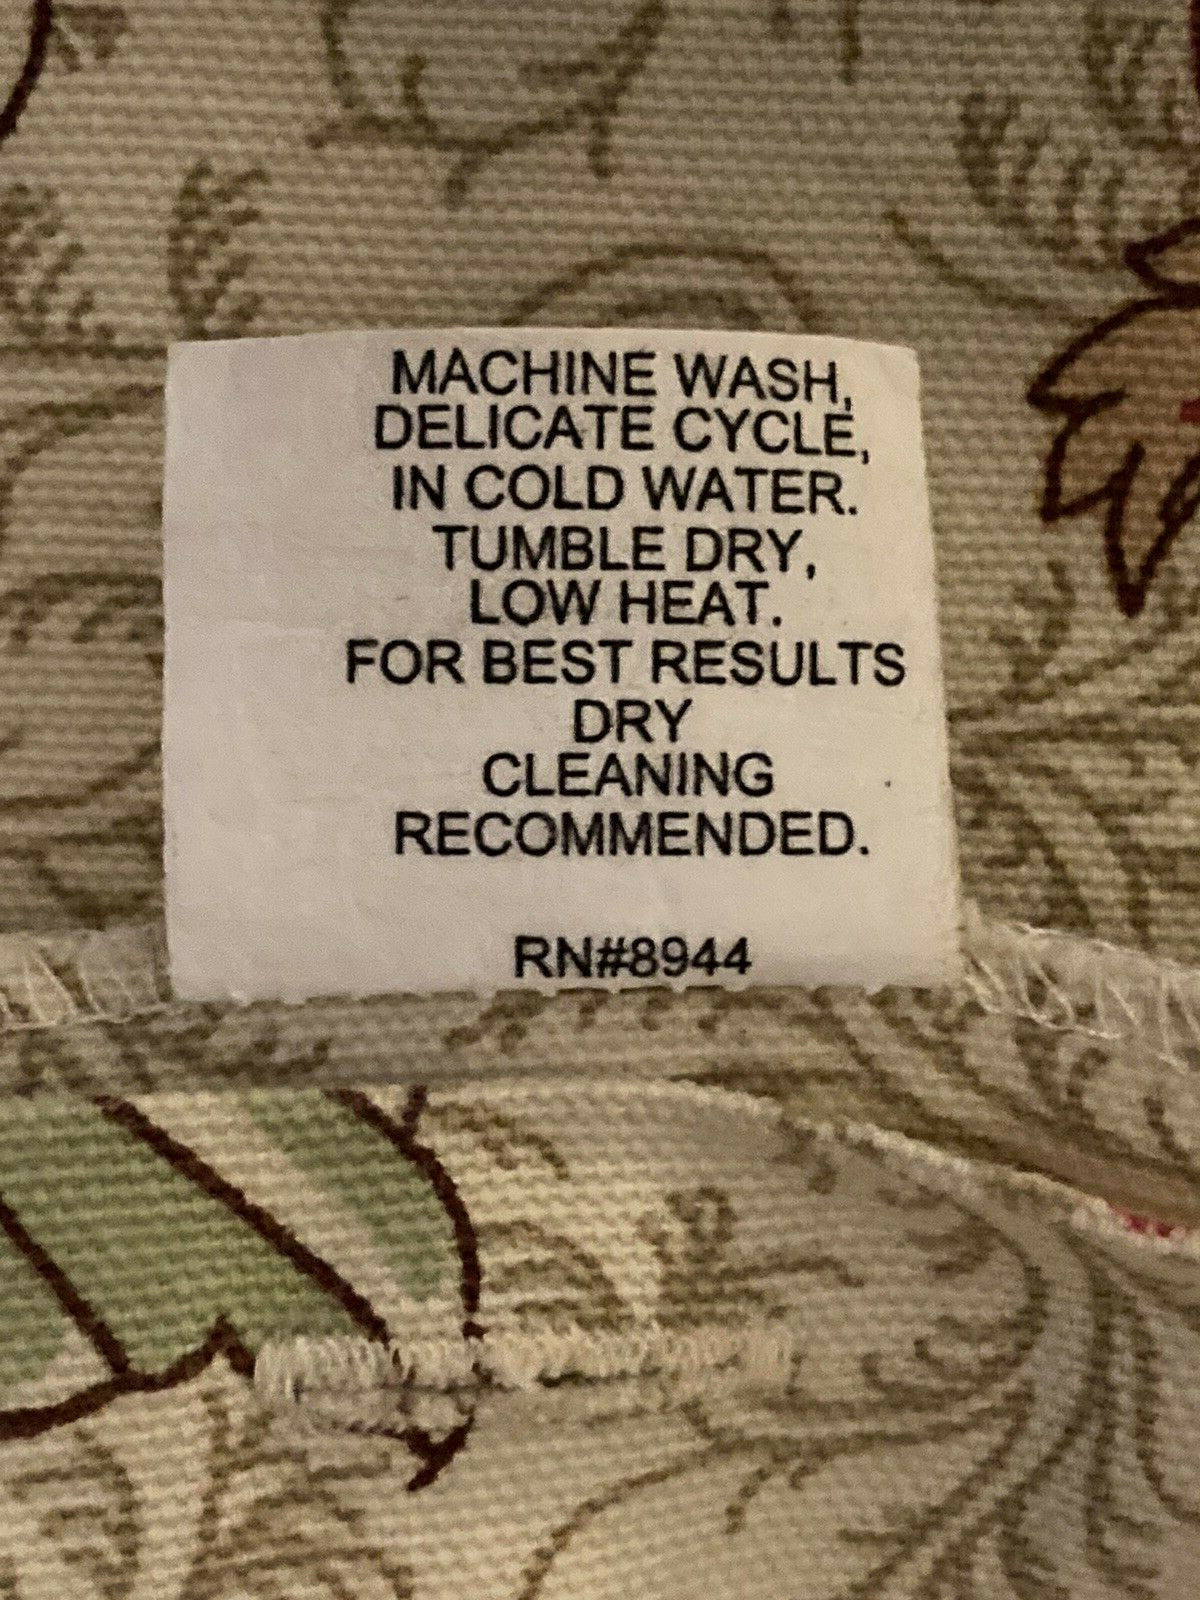 MACHINE WASH,
DELICATE CYCLE,
IN COLD WATER.
TUMBLE DRY,
LOW HEAT.
FOR BEST RESULTS
DRY
CLEANING
RECOMMENDED.
RN#8944